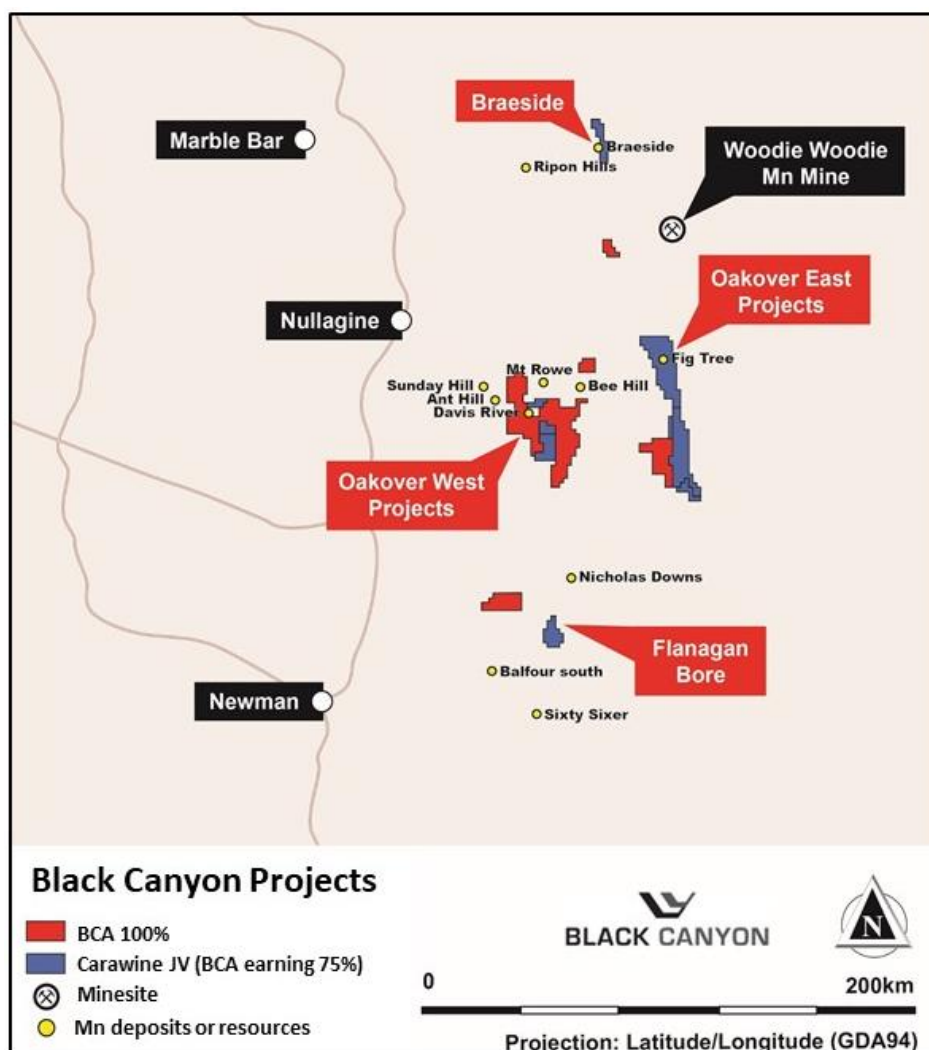 Braeside
Marble Bar
Braeside
Ripon Hills
Woodie Woodie
Mn Mine
Oakover East
Projects
Nullagine
Fig Tree
Mt Rowe
Sunday Hill
Bee Hill
Ant Hill
Davis River
Oakover West
Projects
Nicholas Downs
Flanagan
Bore
Balfour south
Newman
Sixty Sixer
Black Canyon Projects
BCA 100%
Carawine JV (BCA earning 75%)
Minesite
Mn deposits or resources
BLACK CANYON
N
0
200km
Projection: Latitude/Longitude (GDA94)